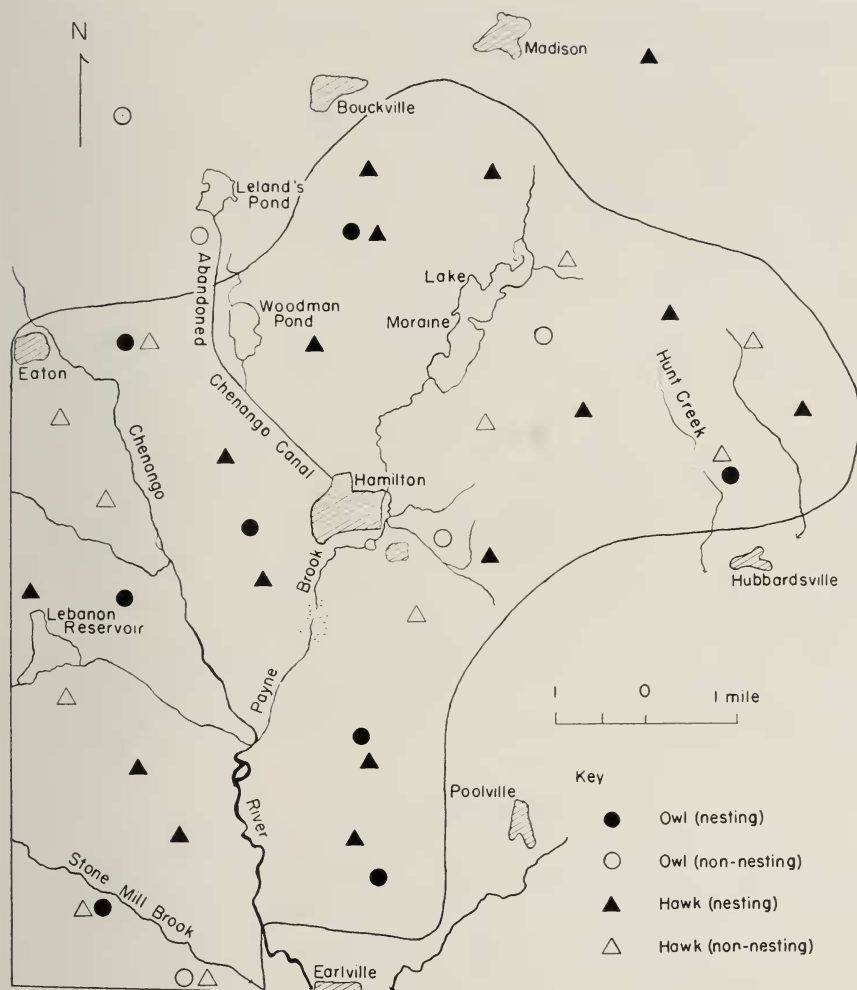 N
Madison
Bouckville
Leland's
Pond
Abandoned
Chenango Canal
Woodman
Pond
Lake
Moraine
Eaton
Chenango
Hunt Creek
Hamilton
Brook
Payne
Hubbardsville
Lebanon
Reservoir
River
1 0 1 mile
Poolville
Key
Owl (nesting)
Owl (non-nesting)
Hawk (nesting)
Hawk (non-nesting)
Stone Mill Brook
Earlville